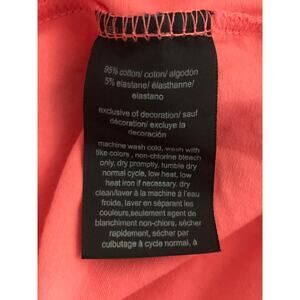 95% cotton/ coton/ algodón
5% elastane/ élasthanne/
elastano
exclusive of decoration/ sauf
décoration/ excluye la
decoración
machine wash cold, wash with
like colors , non-chlorine bleach
only, dry promptly, tumble dry
normal cycle, low heat, low
heat iron if necessary. dry
clean/laver à la machine à l'eau
froide, laver en séparant les
couleurs,seulement agent de
blanchiment non-chloris, sécher
rapidement, sécher par
culbutage à cycle normal, à